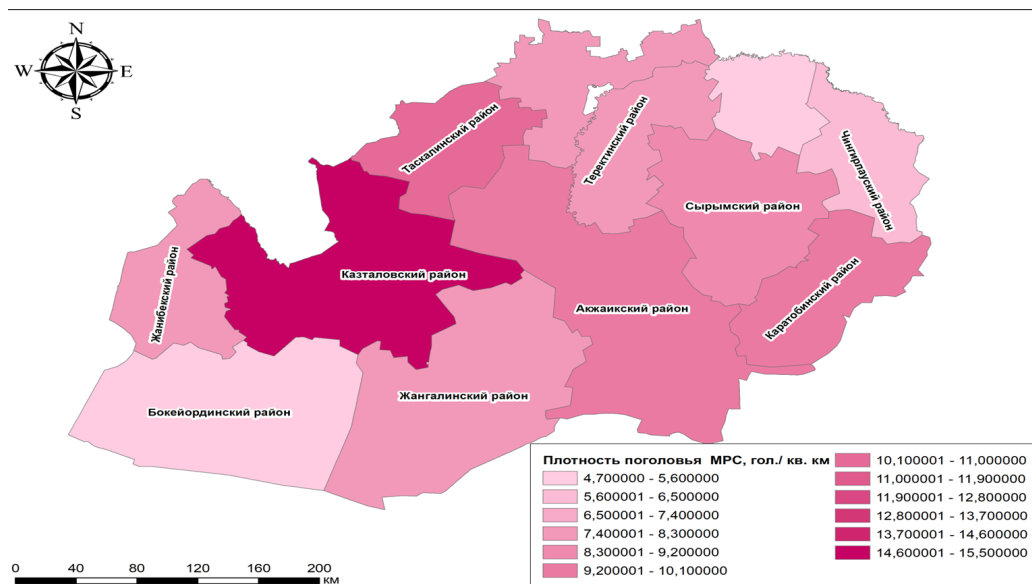 N
W E
S
Таскалинский район
Теректинский район
Чингирлауский район
Сырымский район
Казталовский район
Жанибекский район
Акжаикский район
Каратобинский район
Жангалинский район
Бокейординский район
Плотность поголовья МРС, гол./ кв. км
4,700000 - 5,600000
5,600001 - 6,500000
6,500001 - 7,400000
7,400001 - 8,300000
8,300001 - 9,200000
9,200001 - 10,100000
10,100001 - 11,000000
11,000001 - 11,900000
11,900001 - 12,800000
12,800001 - 13,700000
13,700001 - 14,600000
14,600001 - 15,500000
0 40 80 120 160 200
км